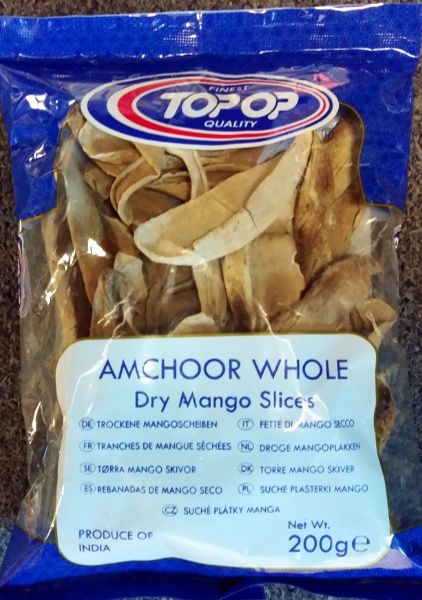 FINEST
TOPOP
QUALITY
AMCHOOR WHOLE
Dry Mango Slices
DE TROCKENE MANGOSCHEIBEN
IT FETTE DI MANGO SECCO
FR TRANCHES DE MANGUE SÉCHÉES
NL DROGE MANGOPLAKKEN
SE TØRRA MANGO SKIVOR
DK TORRE MANGO SKIVER
ES REBANADAS DE MANGO SECO
PL SUCHE PLASTERKI MANGO
CZ SUCHÉ PLÁTKY MANGA
PRODUCE OF
INDIA
Net Wt.
200g℮